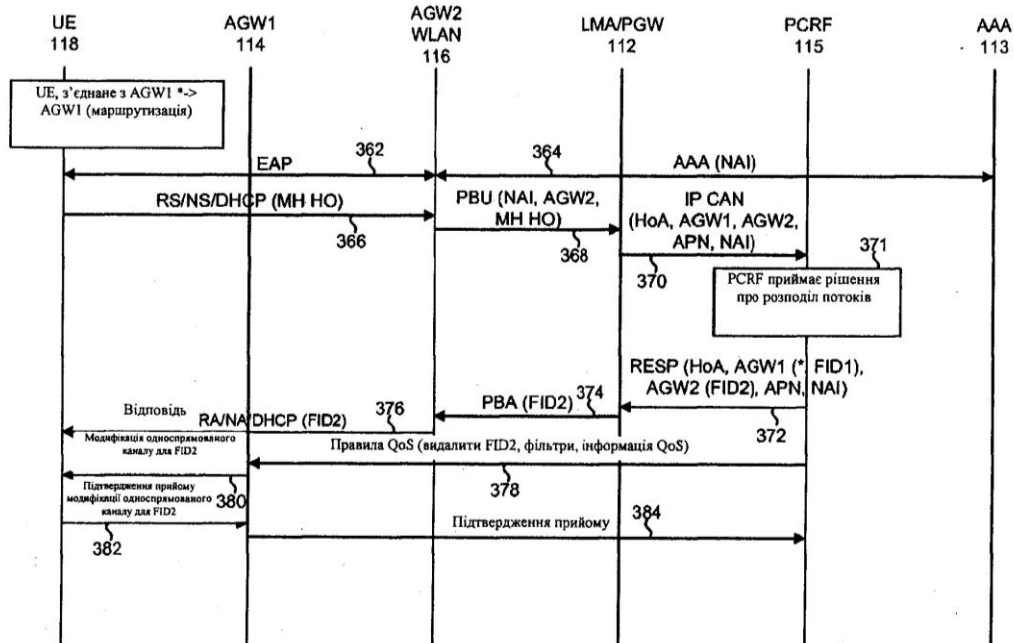 UE
118
AGW1
114
AGW2
WLAN
116
LMA/PGW
112
PCRF
115
AAA
113
UE, з’єднане з AGW1 *->
AGW1 (маршрутизація)
362
EAP
364
AAA (NAI)
RS/NS/DHCP (MH HO)
366
PBU (NAI, AGW2,
MH HO)
368
IP CAN
(HoA, AGW1, AGW2,
APN, NAI)
370
371
PCRF приймає рішення
про розподіл потоків
RESP (HoA, AGW1 (*, FID1),
AGW2 (FID2), APN, NAI)
372
PBA (FID2)
374
Відповідь
RA/NA/DHCP (FID2)
376
Модифікація односпрямованого
каналу для FID2
Правила QoS (видалити FID2, фільтри, інформація QoS)
378
380
Підтвердження прийому
модифікації односпрямованого
каналу для FID2
382
Підтвердження прийому
384